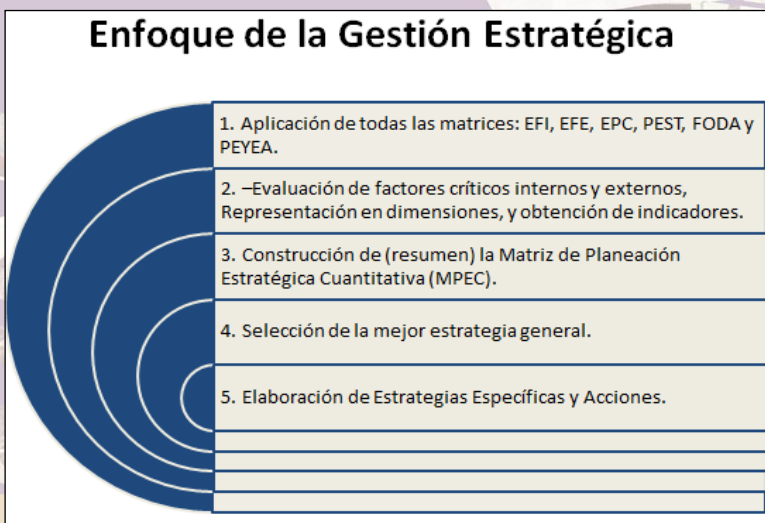 Enfoque de la Gestión Estratégica
1. Aplicación de todas las matrices: EFI, EFE, EPC, PEST, FODA y
PEYEA.
2. –Evaluación de factores críticos internos y externos,
Representación en dimensiones, y obtención de indicadores.
3. Construcción de (resumen) la Matriz de Planeación
Estratégica Cuantitativa (MPEC).
4. Selección de la mejor estrategia general.
5. Elaboración de Estrategias Específicas y Acciones.